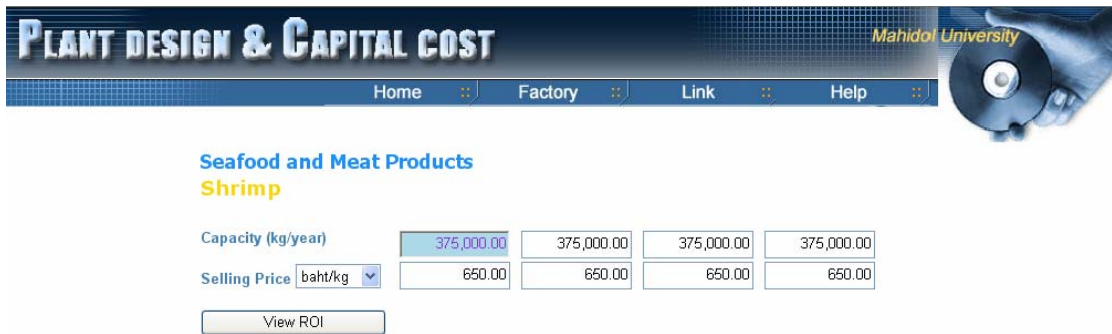 PLANT DESIGN & CAPITAL COST
Mahidol University
Home :: Factory :: Link :: Help ::
Seafood and Meat Products
Shrimp
Capacity (kg/year) 375,000.00 375,000.00 375,000.00 375,000.00
Selling Price baht/kg 650.00 650.00 650.00 650.00
View ROI